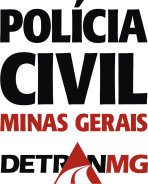 POLÍCIA
CIVIL
MINAS GERAIS
DETRANMG